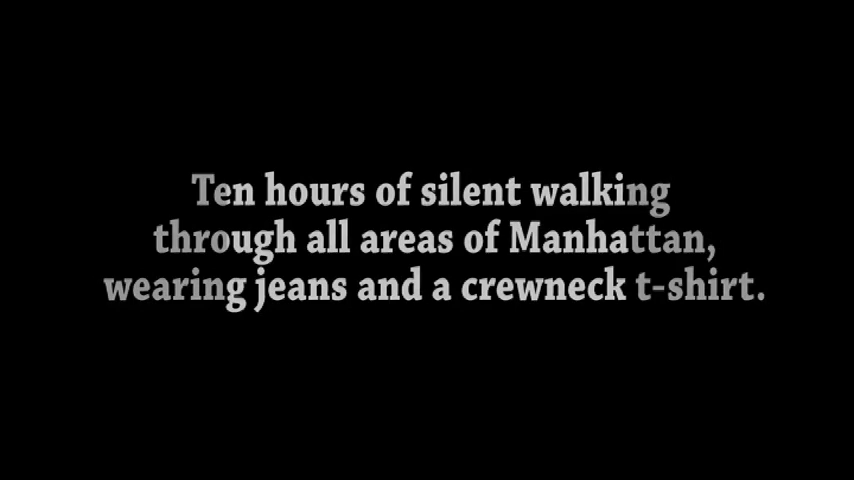 Ten hours of silent walking
through all areas of Manhattan,
wearing jeans and a crewneck t-shirt.